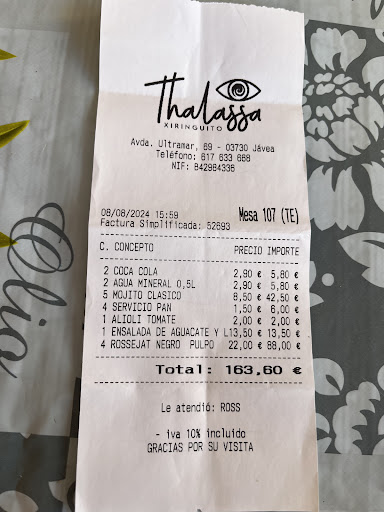 Thalassa
XIRINGUITO
Avda. Ultramar, 69 - 03730 Jávea
Teléfono: 617 633 668
NIF: 842984336
08/08/2024 15:59 Mesa 107 (TE)
Factura Simplificada: 52693
C. CONCEPTO PRECIO IMPORTE
2 COCA COLA 2,90 € 5,80 €
2 AGUA MINERAL 0,5L 2,90 € 5,80 €
5 MOJITO CLASICO 8,50 € 42,50 €
4 SERVICIO PAN 1,50 € 6,00 €
1 ALIOLI TOMATE 2,00 € 2,00 €
1 ENSALADA DE AGUACATE Y L 13,50 € 13,50 €
4 ROSSEJAT NEGRO PULPO 22,00 € 88,00 €
Total: 163,60 €
Le atendió: ROSS
- iva 10% incluido
GRACIAS POR SU VISITA
Olio